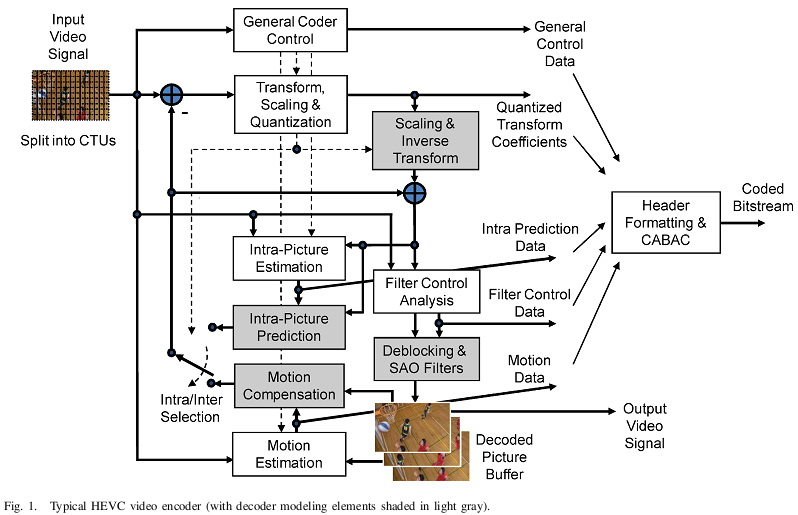 Input
Video
Signal
Split into CTUs
General Coder
Control
Transform,
Scaling &
Quantization
-
Scaling &
Inverse
Transform
General
Control
Data
Quantized
Transform
Coefficients
Header
Formatting &
CABAC
Coded
Bitstream
Intra-Picture
Estimation
Intra Prediction
Data
Filter Control
Analysis
Filter Control
Data
Intra-Picture
Prediction
Deblocking &
SAO Filters
Motion
Compensation
Motion
Data
Intra/Inter
Selection
Motion
Estimation
Decoded
Picture
Buffer
Output
Video
Signal
Fig. 1. Typical HEVC video encoder (with decoder modeling elements shaded in light gray).